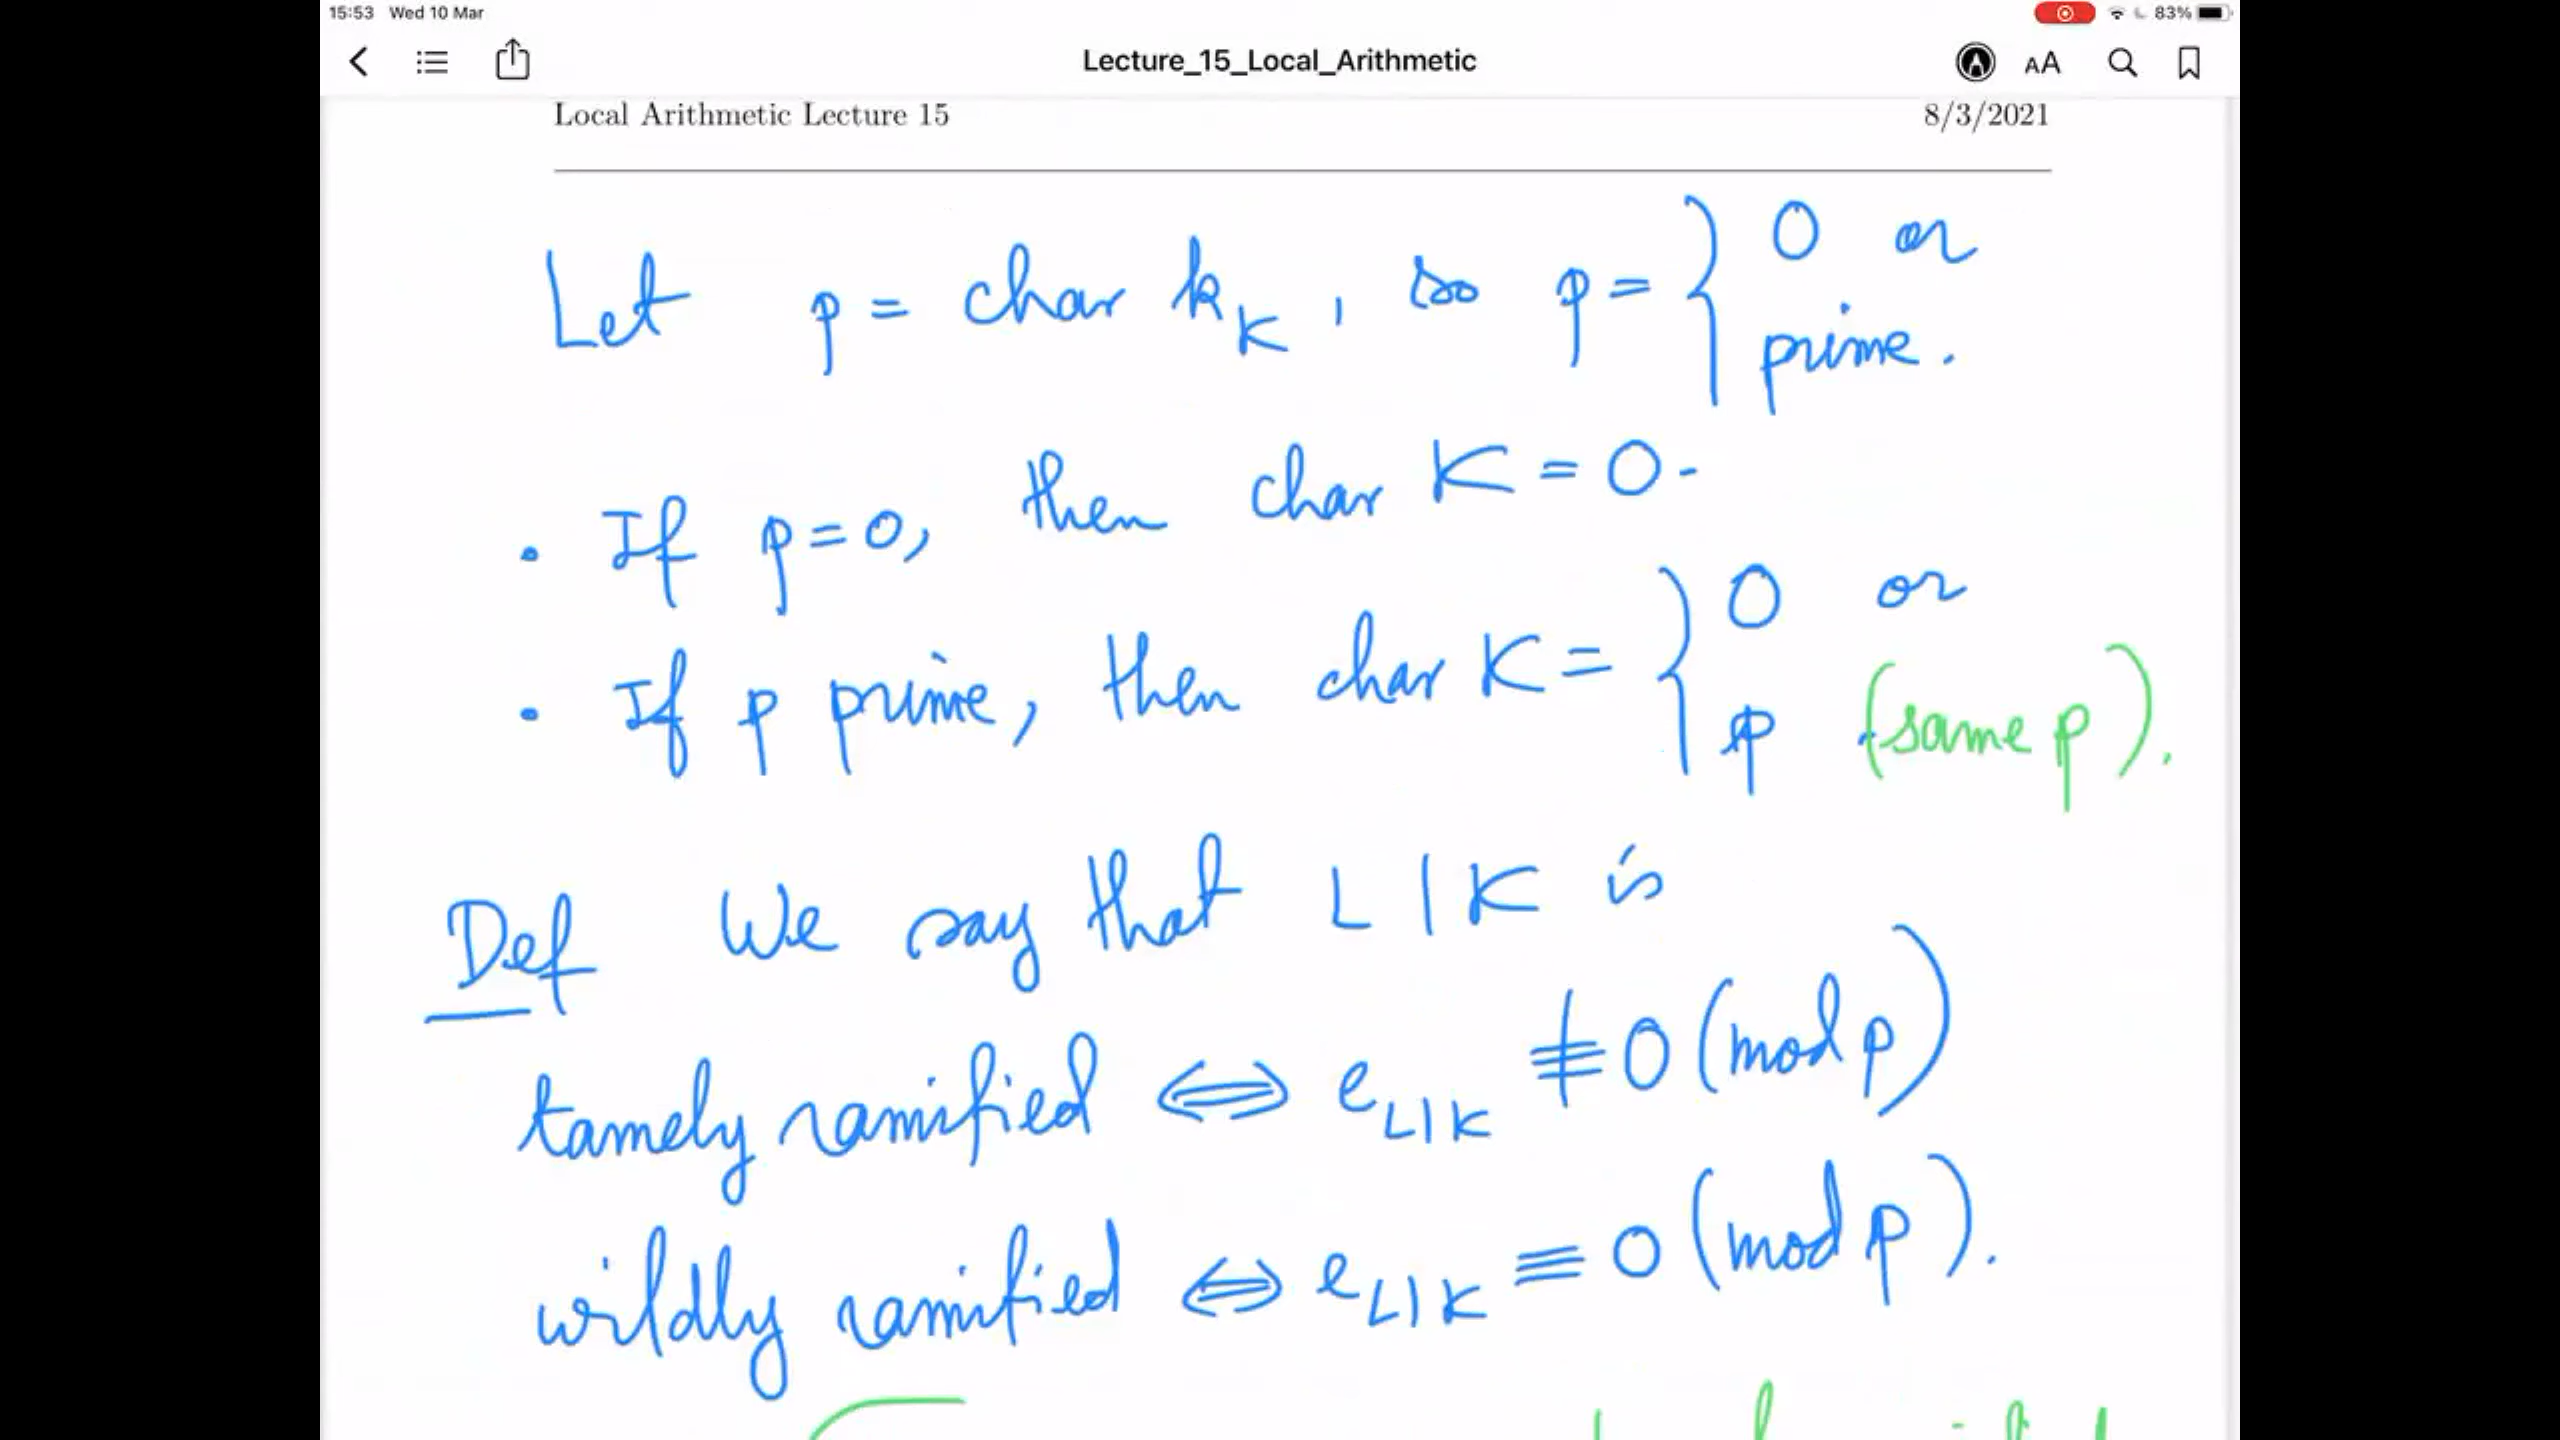 15:53 Wed 10 Mar 83%
Lecture_15_Local_Arithmetic
AA
Local Arithmetic Lecture 15 8/3/2021
Let p = char k_K, so p = { 0 or
prime.
• If p=0, then char K = 0.
• If p prime, then char K = { 0 or
p (same p).
Def We say that L|K is
tamely ramified ⇔ e_{L|K} ≢ 0 (mod p)
wildly ramified ⇔ e_{L|K} ≡ 0 (mod p).